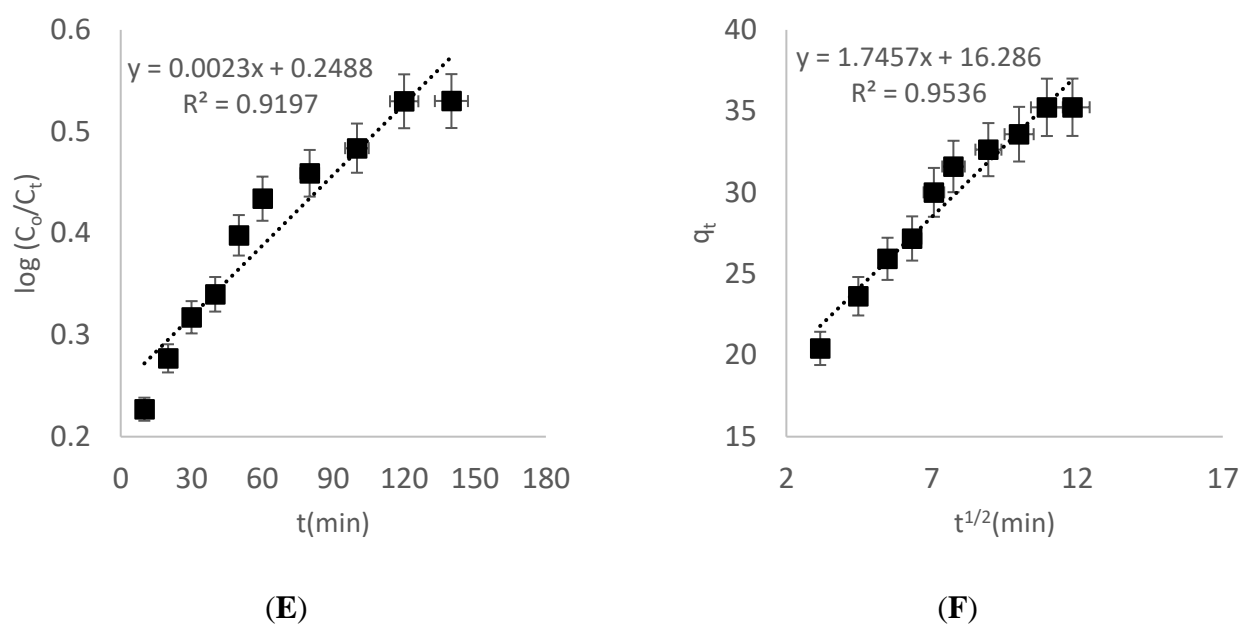 0.6
y = 0.0023x + 0.2488
R² = 0.9197
0.5
0.4
0.3
0.2
log (Cₒ/Cₜ)
0 30 60 90 120 150 180
t(min)
(E)
40
y = 1.7457x + 16.286
R² = 0.9536
35
30
25
20
15
qₜ
2 7 12 17
t¹ᐟ²(min)
(F)